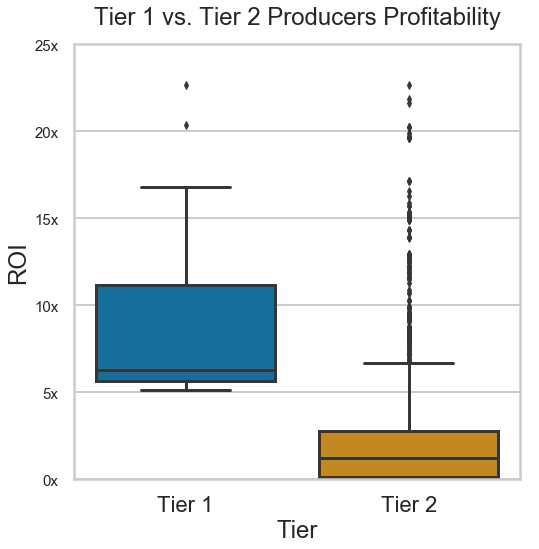 Tier 1 vs. Tier 2 Producers Profitability
25x
20x
15x
10x
5x
0x
ROI
Tier 1
Tier 2
Tier